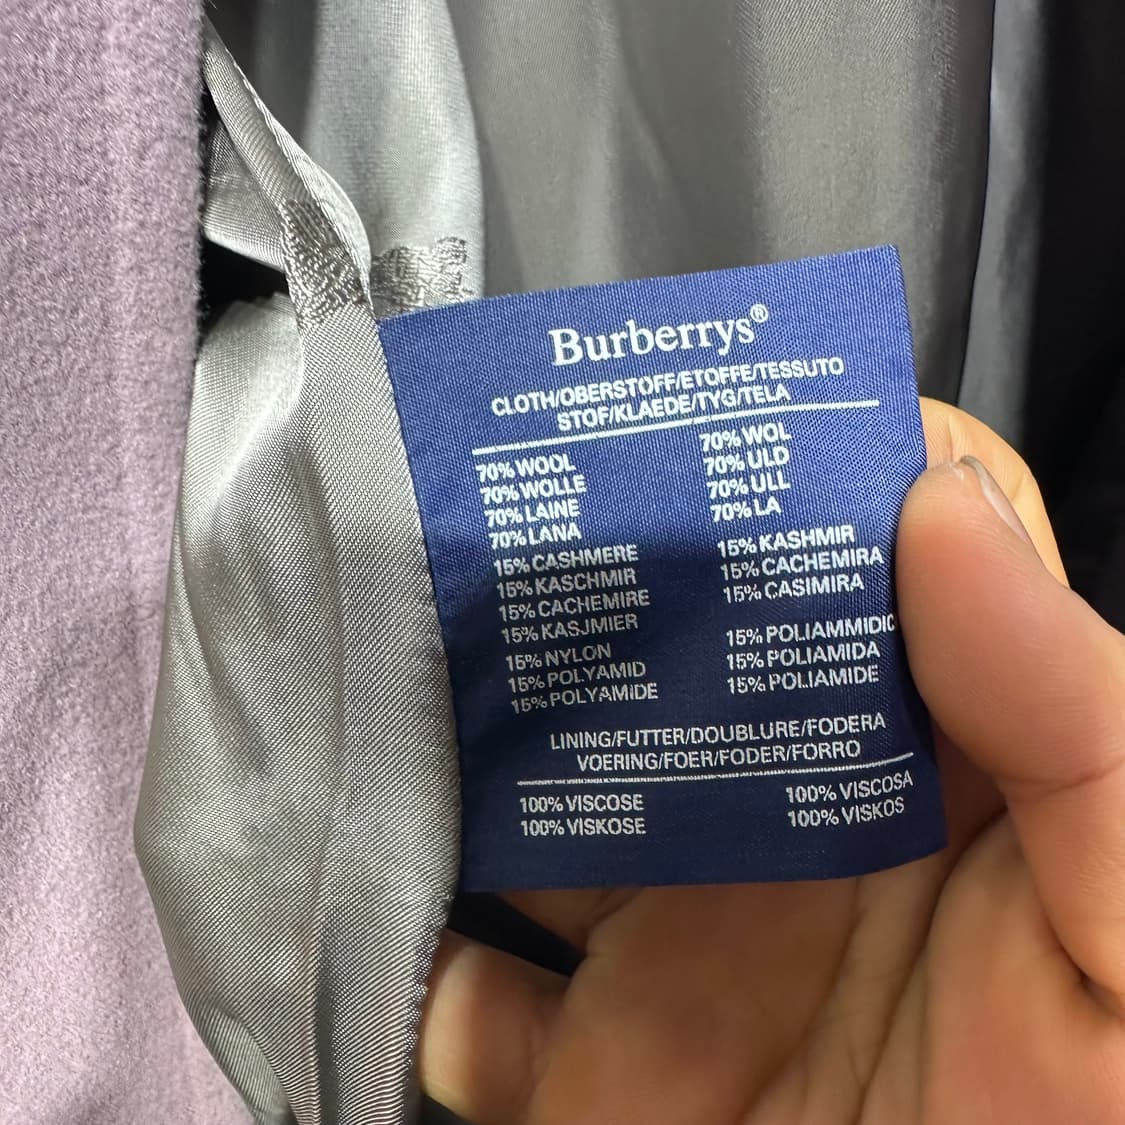 Burberrys®
CLOTH/OBERSTOFF/ETOFFE/TESSUTO
STOF/KLAEDE/TYG/TELA
70% WOOL
70% WOLLE
70% LAINE
70% LANA
70% WOL
70% ULD
70% ULL
70% LA
15% CASHMERE
15% KASCHMIR
15% CACHEMIRE
15% KASJMIER
15% KASHMIR
15% CACHEMIRA
15% CASIMIRA
15% NYLON
15% POLYAMID
15% POLYAMIDE
15% POLIAMMIDIC
15% POLIAMIDA
15% POLIAMIDE
LINING/FUTTER/DOUBLURE/FODERA
VOERING/FOER/FODER/FORRO
100% VISCOSE
100% VISKOSE
100% VISCOSA
100% VISKOS